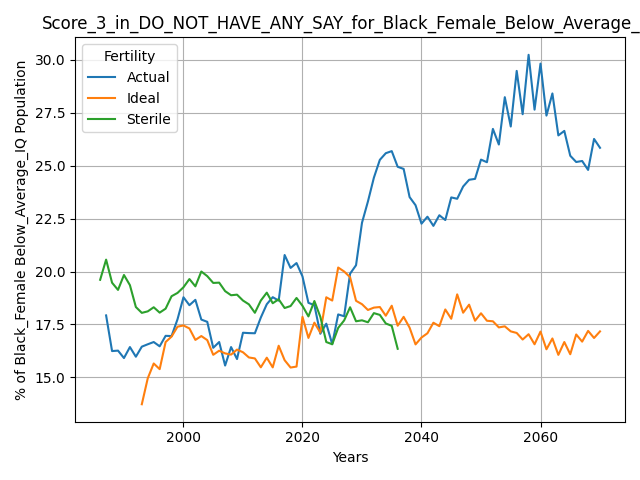 Score_3_in_DO_NOT_HAVE_ANY_SAY_for_Black_Female_Below_Average_
Fertility
Actual
Ideal
Sterile
% of Black_Female Below_Average_IQ Population
30.0
27.5
25.0
22.5
20.0
17.5
15.0
2000 2020 2040 2060
Years